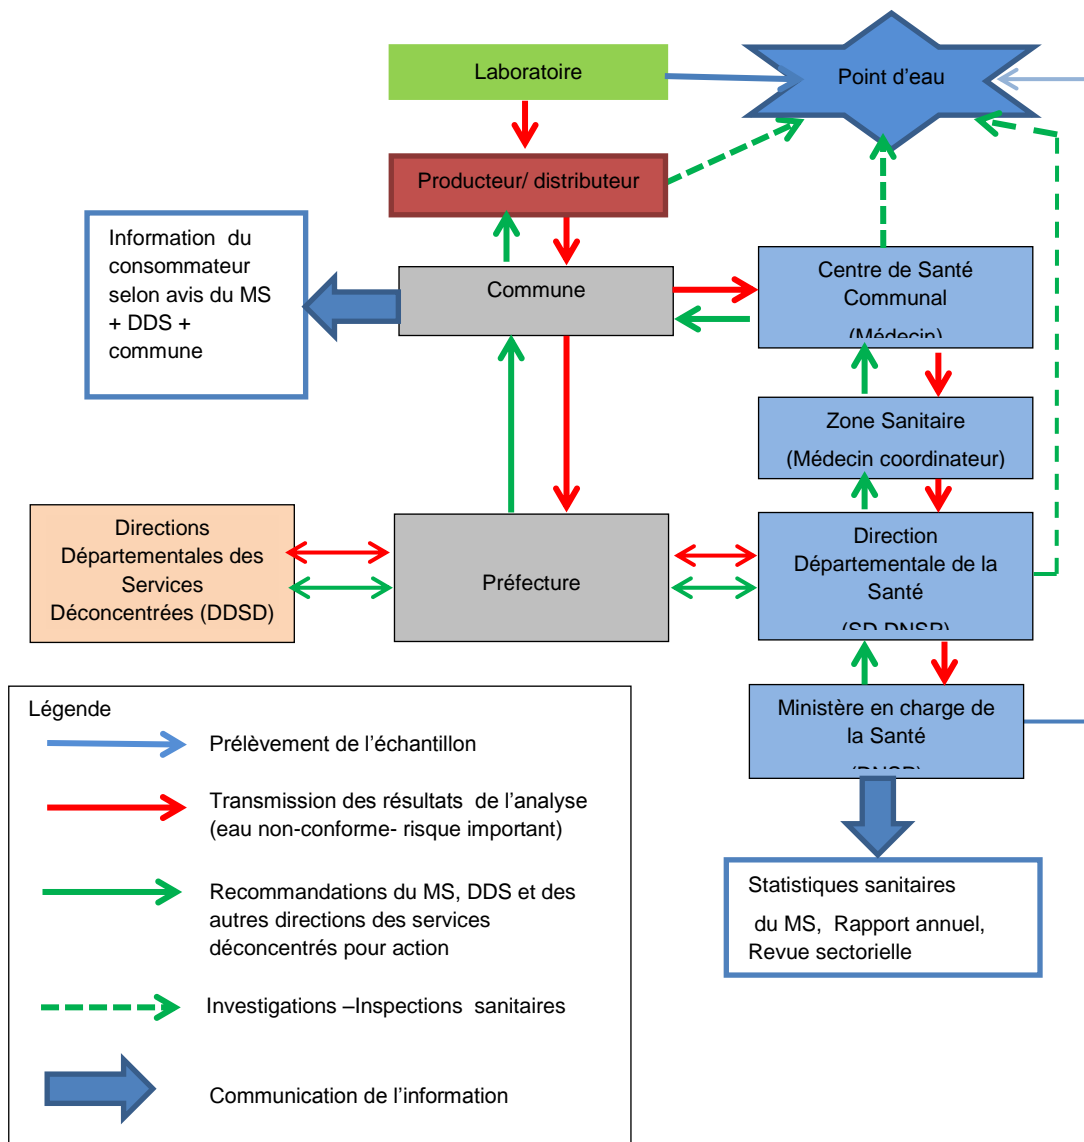 Laboratoire
Point d'eau
Producteur/ distributeur
Information du
consommateur
selon avis du MS
+ DDS +
commune
Commune
Centre de Santé
Communal
(Médecin)
Zone Sanitaire
(Médecin coordinateur)
Directions
Départementales des
Services
Déconcentrées (DDSD)
Préfecture
Direction
Départementale de la
Santé
Ministère en charge de
la Santé
Statistiques sanitaires
du MS, Rapport annuel,
Revue sectorielle
Légende
Prélèvement de l'échantillon
Transmission des résultats de l'analyse
(eau non-conforme- risque important)
Recommandations du MS, DDS et des
autres directions des services
déconcentrés pour action
Investigations –Inspections sanitaires
Communication de l'information